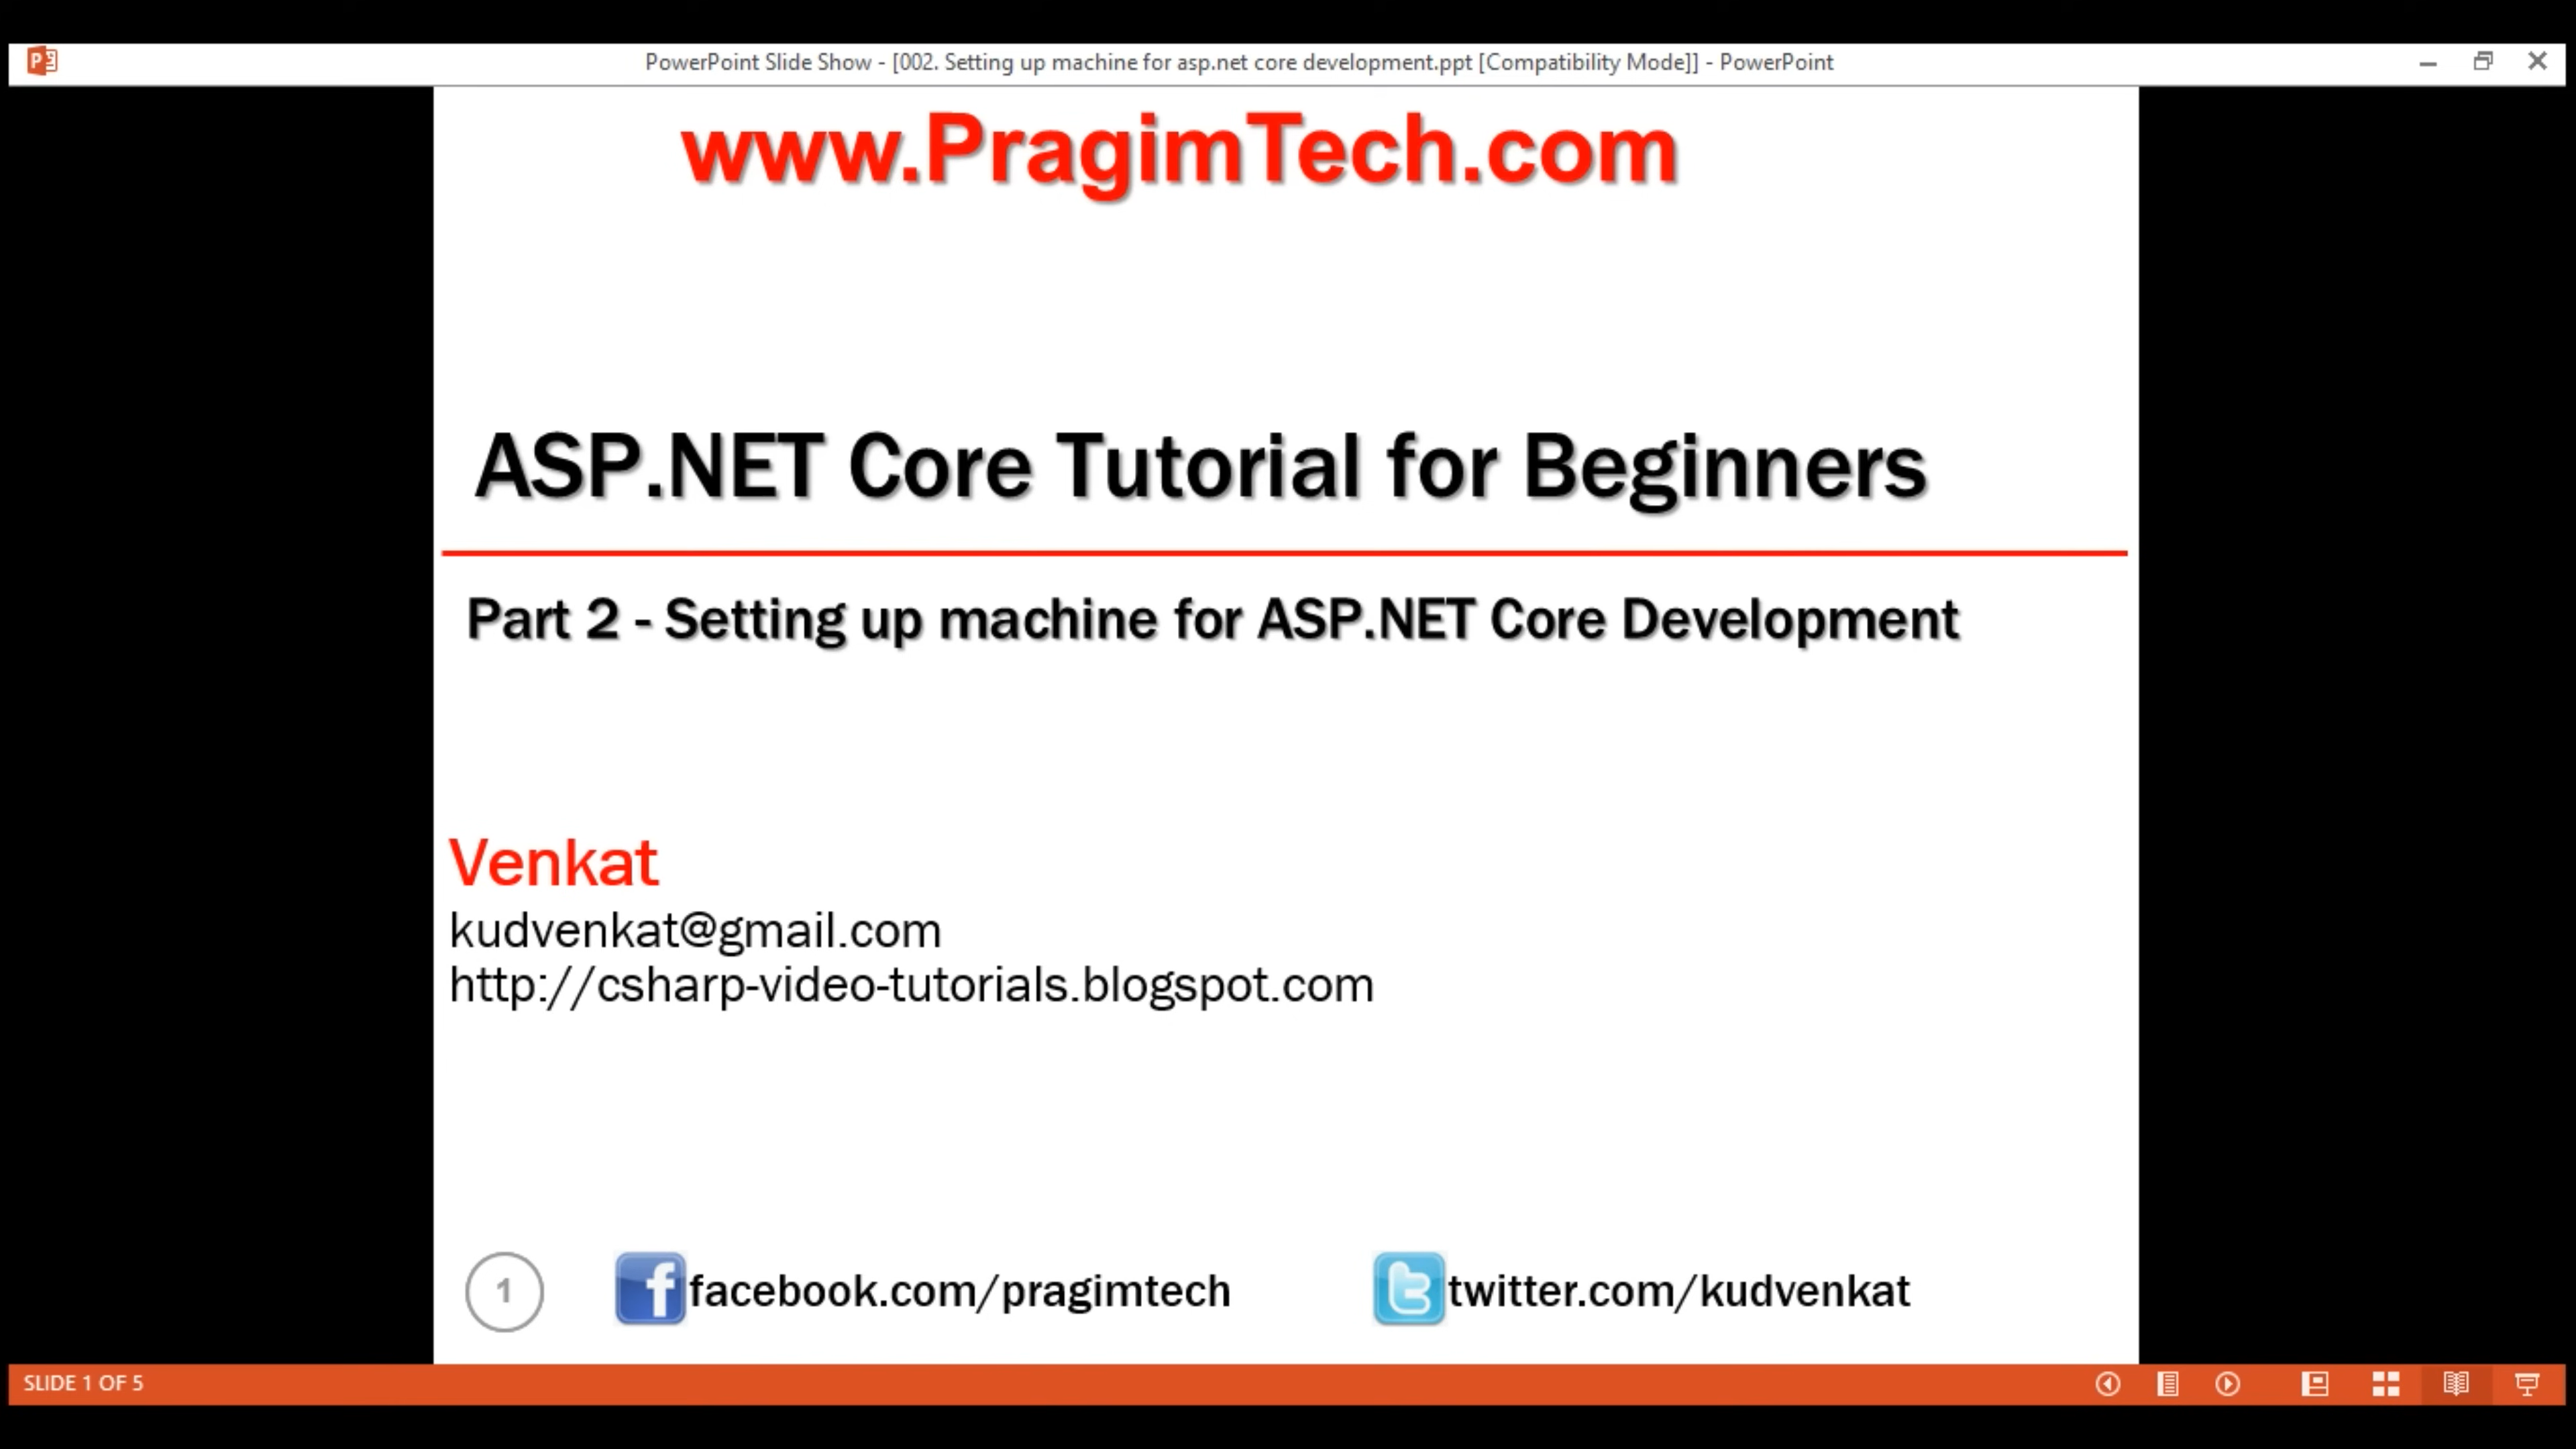 PowerPoint Slide Show - [002. Setting up machine for asp.net core development.ppt [Compatibility Mode]] - PowerPoint
www.PragimTech.com
ASP.NET Core Tutorial for Beginners
Part 2 - Setting up machine for ASP.NET Core Development
Venkat
kudvenkat@gmail.com
http://csharp-video-tutorials.blogspot.com
1 facebook.com/pragimtech twitter.com/kudvenkat
SLIDE 1 OF 5